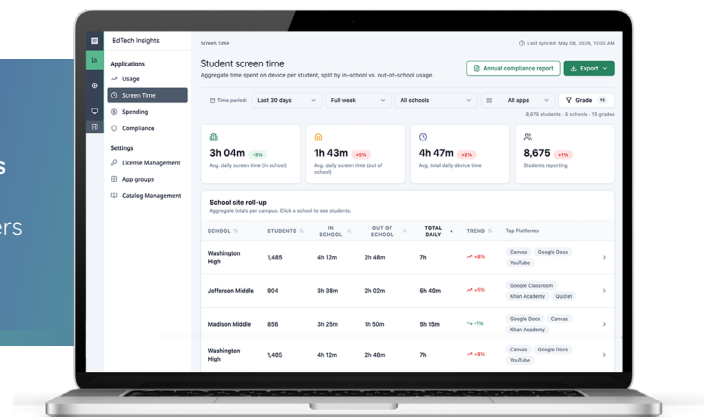 s
ers
EdTech Insights
Applications
Usage
Screen Time
Spending
Compliance
Settings
License Management
App groups
Catalog Management
Screen Time
Last synced: May 08, 2026, 11:00 AM
Student screen time
Aggregate time spent on device per student, split by in-school vs. out-of-school usage.
Annual compliance report
Export
Time period:
Last 30 days
Full week
All schools
All apps
Grade 13
8,675 students · 5 schools · 13 grades
3h 04m -3%
Avg. daily screen time (in school)
1h 43m +5%
Avg. daily screen time (out of school)
4h 47m +2%
Avg. total daily device time
8,675 +1%
Students reporting
School site roll-up
Aggregate totals per campus. Click a school to see students.
SCHOOL STUDENTS IN SCHOOL OUT OF SCHOOL TOTAL DAILY TREND Top Platforms
Washington High 1,485 4h 12m 2h 48m 7h +8% Canvas Google Docs YouTube
Jefferson Middle 904 3h 38m 2h 02m 5h 40m +5% Google Classroom Khan Academy Quizlet
Madison Middle 856 3h 25m 1h 50m 5h 15m -1% Google Docs Canvas Khan Academy
Washington High 1,485 4h 12m 2h 48m 7h +8% Canvas Google Docs YouTube